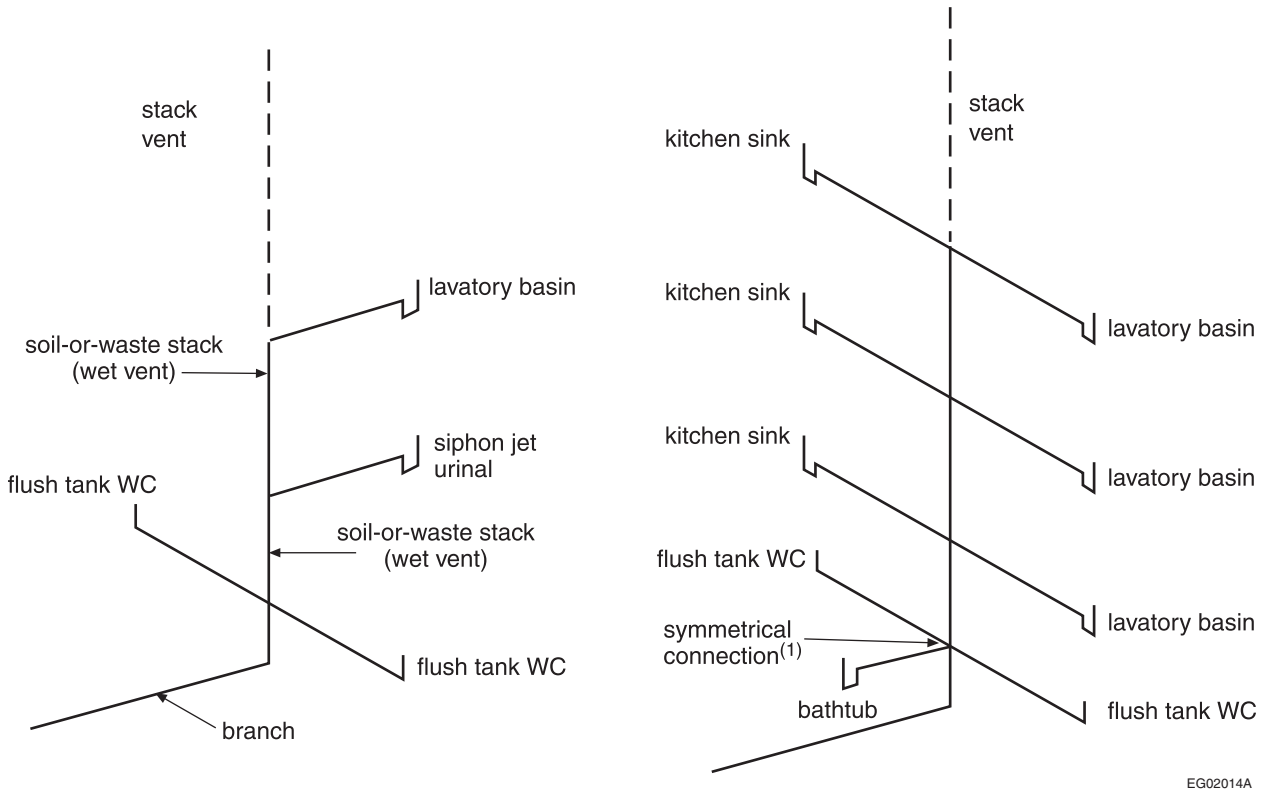 stack
vent
lavatory basin
soil-or-waste stack
(wet vent)
siphon jet
urinal
flush tank WC
soil-or-waste stack
(wet vent)
flush tank WC
branch
stack
vent
kitchen sink
lavatory basin
kitchen sink
lavatory basin
kitchen sink
lavatory basin
flush tank WC
symmetrical
connection(1)
bathtub
flush tank WC
EG02014A